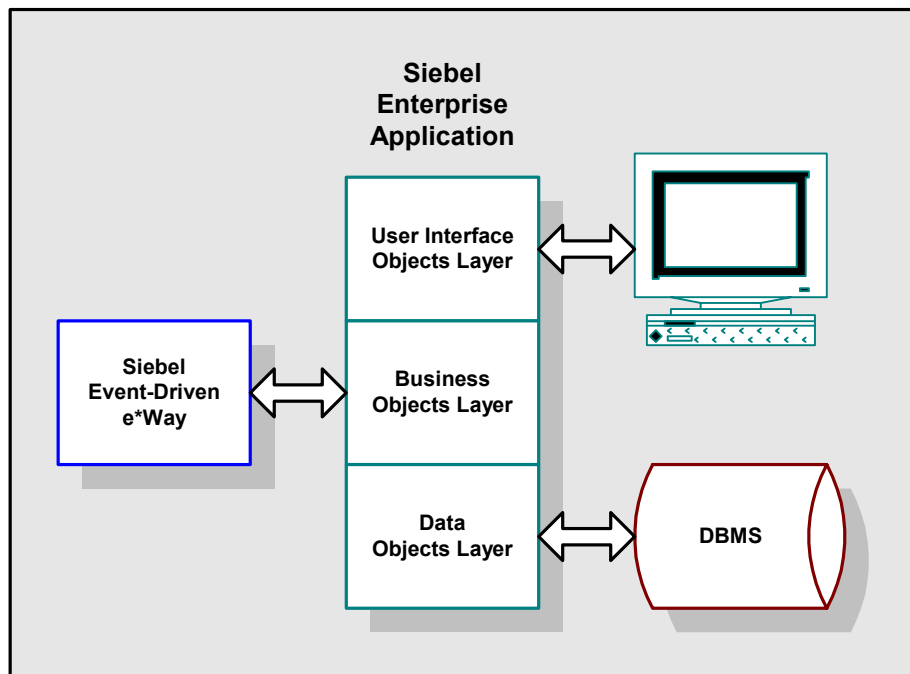 Siebel
Enterprise
Application
User Interface
Objects Layer
Siebel
Event-Driven
e*Way
Business
Objects Layer
Data
Objects Layer
DBMS